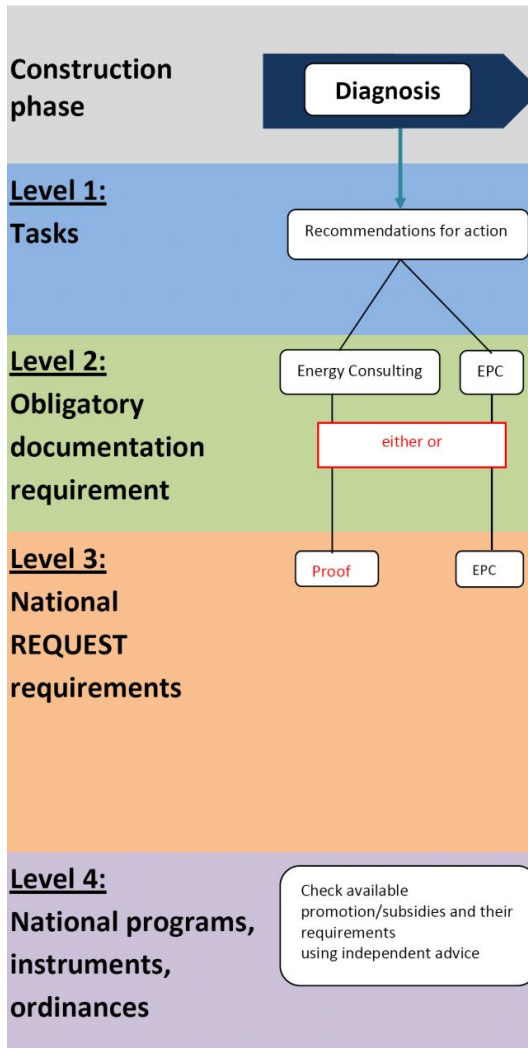 Construction
phase
Diagnosis
Level 1:
Tasks
Recommendations for action
Level 2:
Obligatory
documentation
requirement
Energy Consulting
EPC
either or
Level 3:
National
REQUEST
requirements
Proof
EPC
Level 4:
National programs,
instruments,
ordinances
Check available
promotion/subsidies and their
requirements
using independent advice